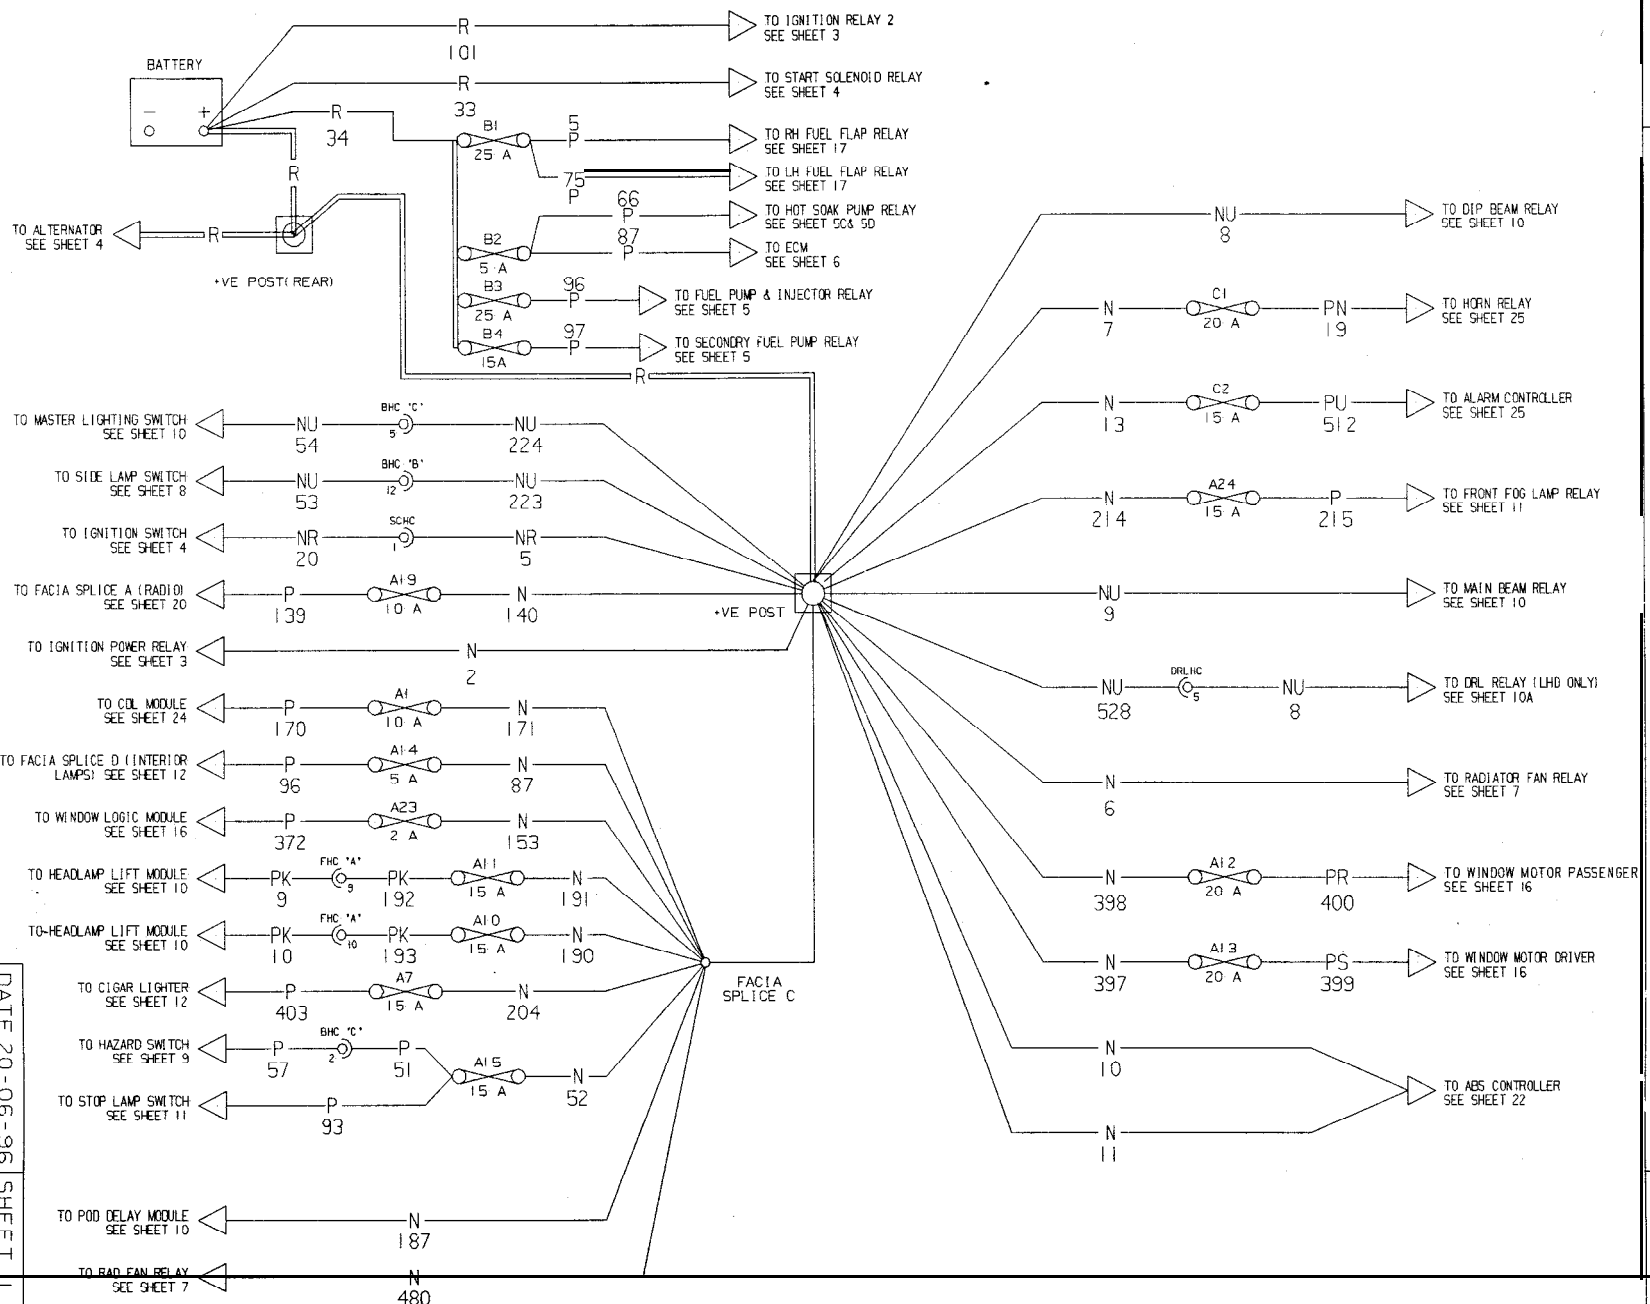 R
101
TO IGNITION RELAY 2
SEE SHEET 3
BATTERY
- +
R
33
TO START SOLENOID RELAY
SEE SHEET 4
R
34
B1
25 A
5
P
TO RH FUEL FLAP RELAY
SEE SHEET 17
75
P
TO LH FUEL FLAP RELAY
SEE SHEET 17
R
66
P
TO HOT SOAK PUMP RELAY
SEE SHEET 5C& 5D
TO ALTERNATOR
SEE SHEET 4
R
+VE POST(REAR)
B2
5 A
87
P
TO ECM
SEE SHEET 6
B3
25 A
96
P
TO FUEL PUMP & INJECTOR RELAY
SEE SHEET 5
B4
15A
97
P
TO SECONDRY FUEL PUMP RELAY
SEE SHEET 5
R
TO MASTER LIGHTING SWITCH
SEE SHEET 10
NU
54
BHC 'C'
5
NU
224
TO SIDE LAMP SWITCH
SEE SHEET 8
NU
53
BHC 'B'
12
NU
223
TO IGNITION SWITCH
SEE SHEET 4
NR
20
SCHC
1
NR
5
TO FACIA SPLICE A (RADIO)
SEE SHEET 20
P
139
A19
10 A
N
140
+VE POST
TO IGNITION POWER RELAY
SEE SHEET 3
N
2
TO CDL MODULE
SEE SHEET 24
P
170
A1
10 A
N
171
TO FACIA SPLICE D (INTERIOR
LAMPS) SEE SHEET 12
P
96
A14
5 A
N
87
TO WINDOW LOGIC MODULE
SEE SHEET 16
P
372
A23
2 A
N
153
TO HEADLAMP LIFT MODULE
SEE SHEET 10
PK
9
FHC 'A'
9
PK
192
A11
15 A
N
191
TO-HEADLAMP LIFT MODULE
SEE SHEET 10
PK
10
FHC 'A'
10
PK
193
A10
15 A
N
190
FACIA
SPLICE C
TO CIGAR LIGHTER
SEE SHEET 12
P
403
A7
15 A
N
204
TO HAZARD SWITCH
SEE SHEET 9
P
57
BHC 'C'
2
P
51
A15
15 A
N
52
TO STOP LAMP SWITCH
SEE SHEET 11
P
93
TO POD DELAY MODULE
SEE SHEET 10
N
187
TO RAD FAN RELAY
SEE SHEET 7
N
480
NU
8
TO DIP BEAM RELAY
SEE SHEET 10
N
7
C1
20 A
PN
19
TO HORN RELAY
SEE SHEET 25
N
13
C2
15 A
PU
512
TO ALARM CONTROLLER
SEE SHEET 25
N
214
A24
15 A
P
215
TO FRONT FOG LAMP RELAY
SEE SHEET 11
NU
9
TO MAIN BEAM RELAY
SEE SHEET 10
NU
528
DRLHC
5
NU
8
TO DRL RELAY (LHD ONLY)
SEE SHEET 10A
N
6
TO RADIATOR FAN RELAY
SEE SHEET 7
N
398
A12
20 A
PR
400
TO WINDOW MOTOR PASSENGER
SEE SHEET 16
N
397
A13
20 A
PS
399
TO WINDOW MOTOR DRIVER
SEE SHEET 16
N
10
TO ABS CONTROLLER
SEE SHEET 22
N
11
DATE 20-06-96 SHEET 1